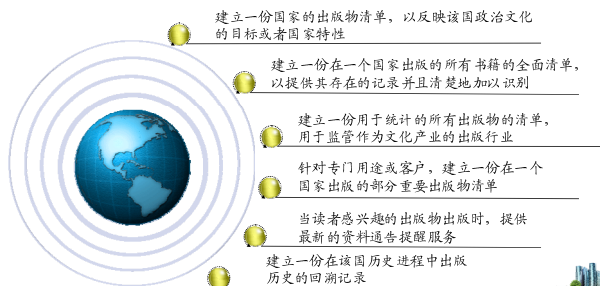 建立一份国家的出版物清单，以反映该国政治文化
的目标或者国家特性
建立一份在一个国家出版的所有书籍的全面清单，
以提供其存在的记录并且清楚地加以识别
建立一份用于统计的所有出版物的清单，
用于监管作为文化产业的出版行业
针对专门用途或客户，建立一份在一个
国家出版的部分重要出版物清单
当读者感兴趣的出版物出版时，提供
最新的资料通告提醒服务
建立一份在该国历史进程中出版
历史的回溯记录